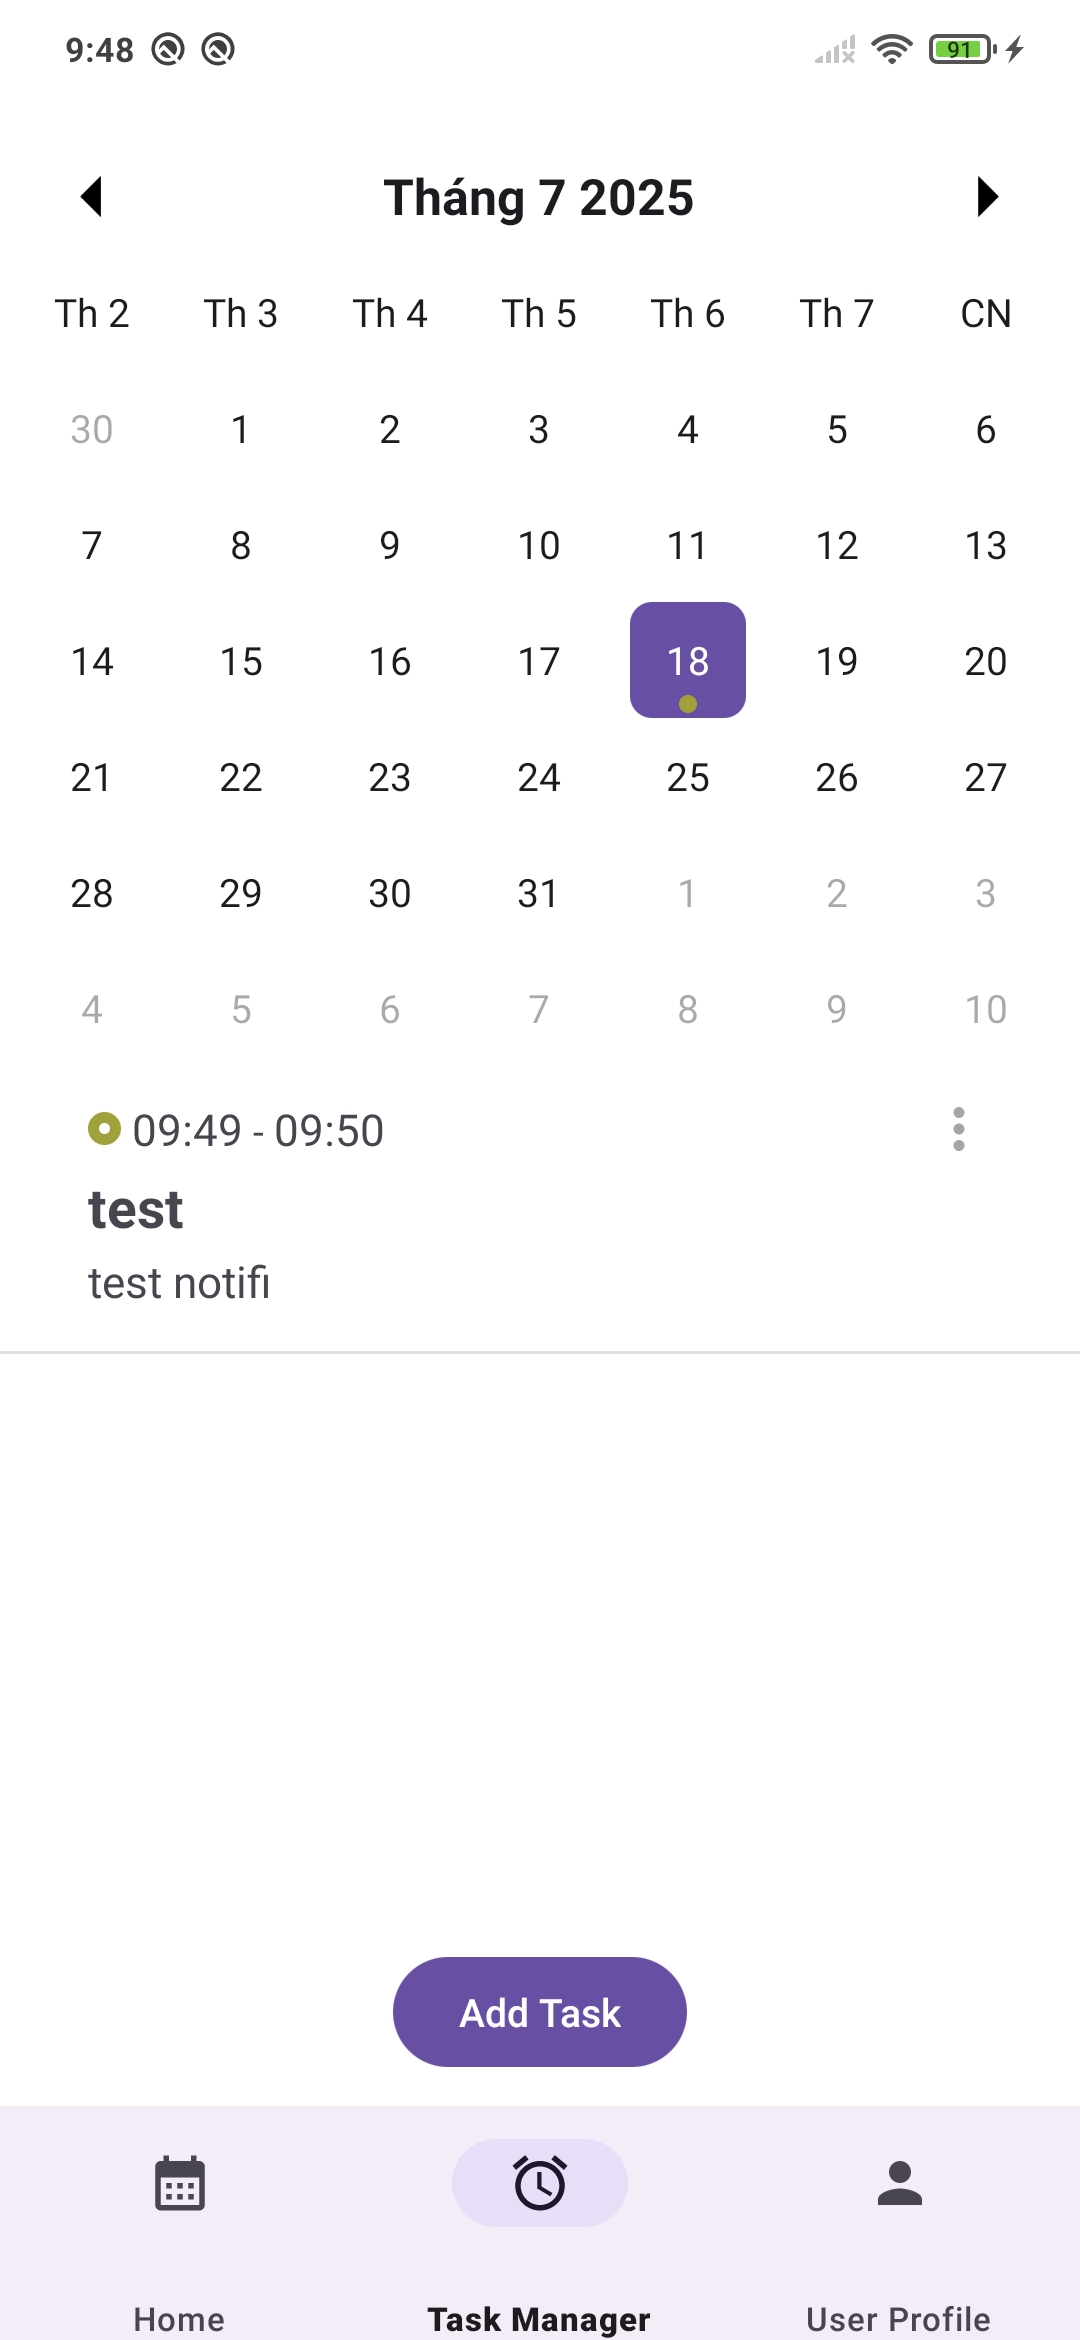 9:48 91
Tháng 7 2025
Th 2 Th 3 Th 4 Th 5 Th 6 Th 7 CN
30 1 2 3 4 5 6
7 8 9 10 11 12 13
14 15 16 17 18 19 20
21 22 23 24 25 26 27
28 29 30 31 1 2 3
4 5 6 7 8 9 10
09:49 - 09:50
test
test notifi
Add Task
Home Task Manager User Profile